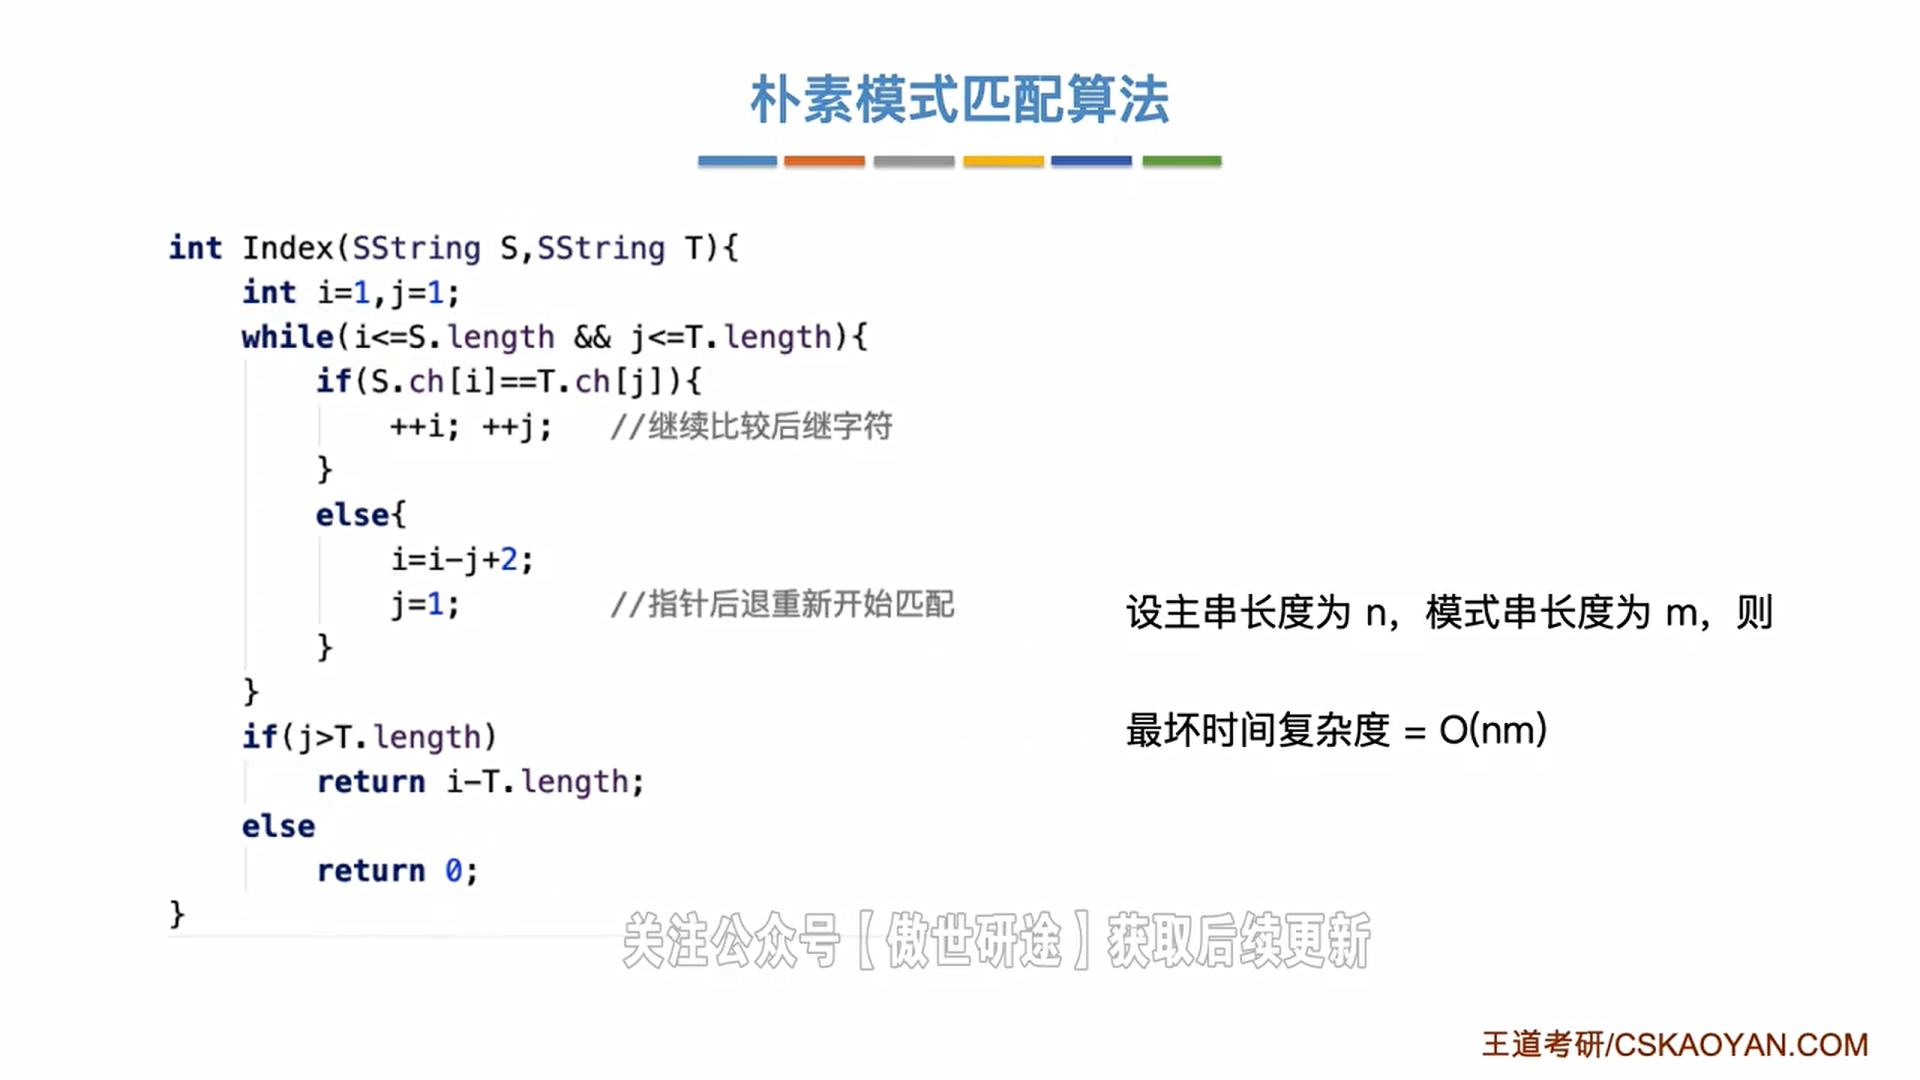 朴素模式匹配算法
int Index(SString S,SString T){
int i=1,j=1;
while(i<=S.length && j<=T.length){
if(S.ch[i]==T.ch[j]){
++i; ++j; //继续比较后继字符
}
else{
i=i-j+2;
j=1; //指针后退重新开始匹配
}
}
if(j>T.length)
return i-T.length;
else
return 0;
}
设主串长度为 n，模式串长度为 m，则
最坏时间复杂度 = O(nm)
关注公众号【傲世研途】获取后续更新
王道考研/CSKAOYAN.COM